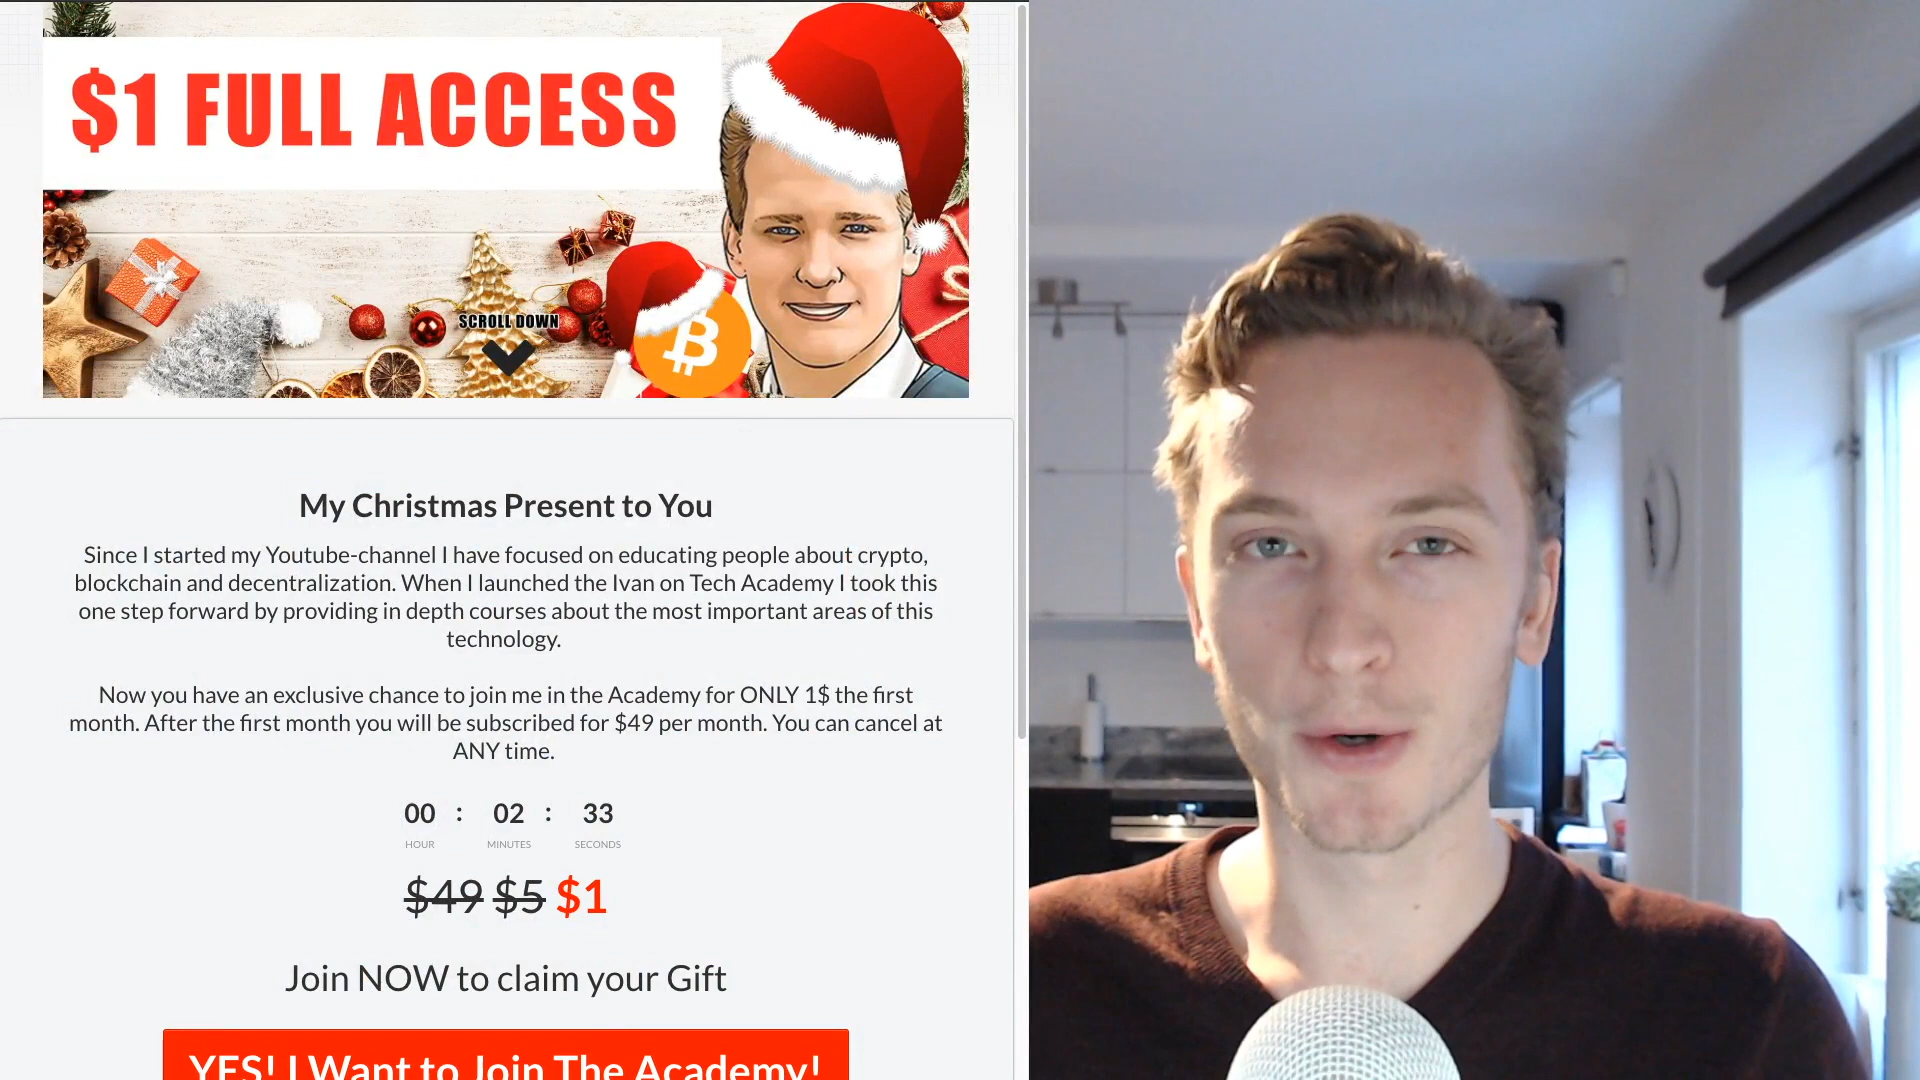 $1 FULL ACCESS
SCROLL DOWN
My Christmas Present to You
Since I started my Youtube-channel I have focused on educating people about crypto,
blockchain and decentralization. When I launched the Ivan on Tech Academy I took this
one step forward by providing in depth courses about the most important areas of this
technology.
Now you have an exclusive chance to join me in the Academy for ONLY 1$ the first
month. After the first month you will be subscribed for $49 per month. You can cancel at
ANY time.
00 : 02 : 33
HOUR MINUTES SECONDS
$49 $5 $1
Join NOW to claim your Gift
YES! I Want to Join The Academy!